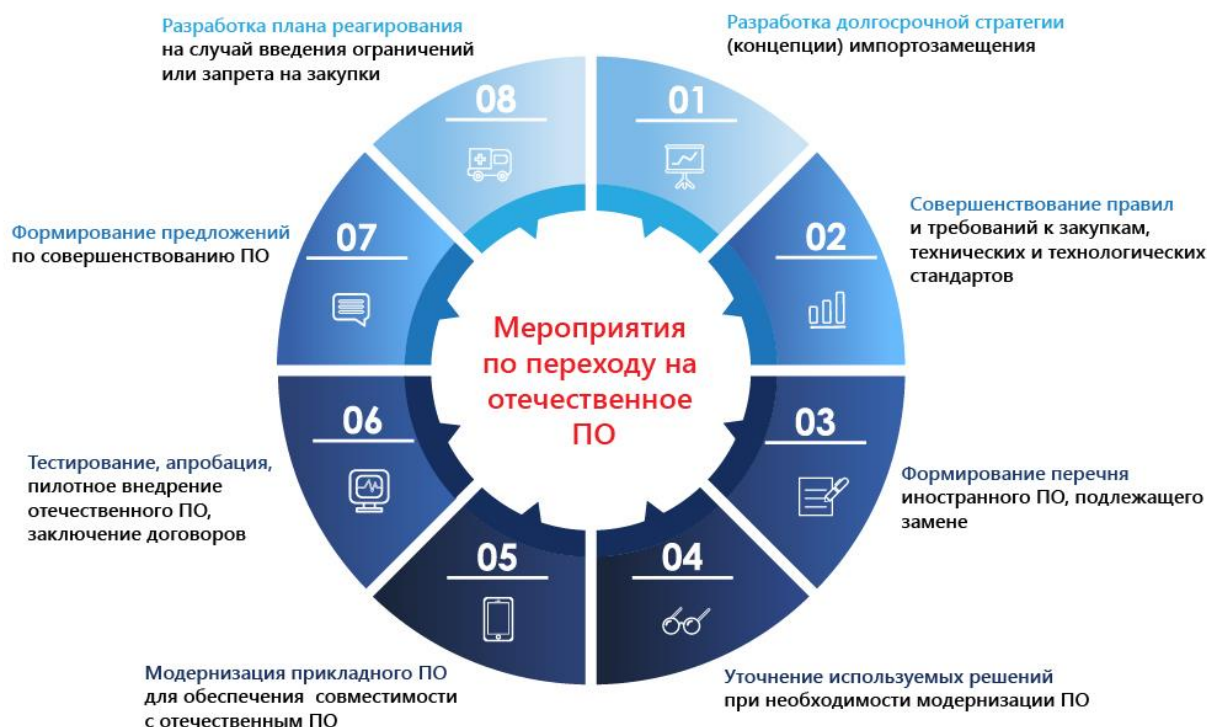 Разработка плана реагирования
на случай введения ограничений
или запрета на закупки
Разработка долгосрочной стратегии
(концепции) импортозамещения
08
01
Формирование предложений
по совершенствованию ПО
07
02
Совершенствование правил
и требований к закупкам,
технических и технологических
стандартов
Мероприятия
по переходу на
отечественное
ПО
Тестирование, апробация,
пилотное внедрение
отечественного ПО,
заключение договоров
06
03
Формирование перечня
иностранного ПО, подлежащего
замене
05
04
Модернизация прикладного ПО
для обеспечения совместимости
с отечественным ПО
Уточнение используемых решений
при необходимости модернизации ПО